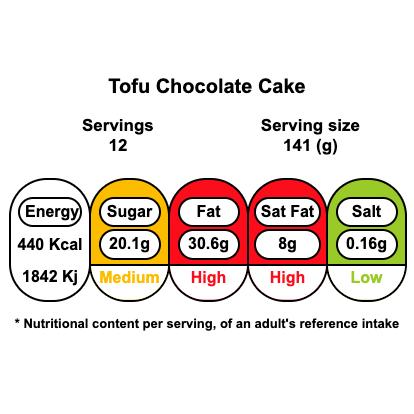 Tofu Chocolate Cake
Servings Serving size
12 141 (g)
Energy Sugar Fat Sat Fat Salt
440 Kcal 20.1g 30.6g 8g 0.16g
1842 Kj Medium High High Low
* Nutritional content per serving, of an adult's reference intake